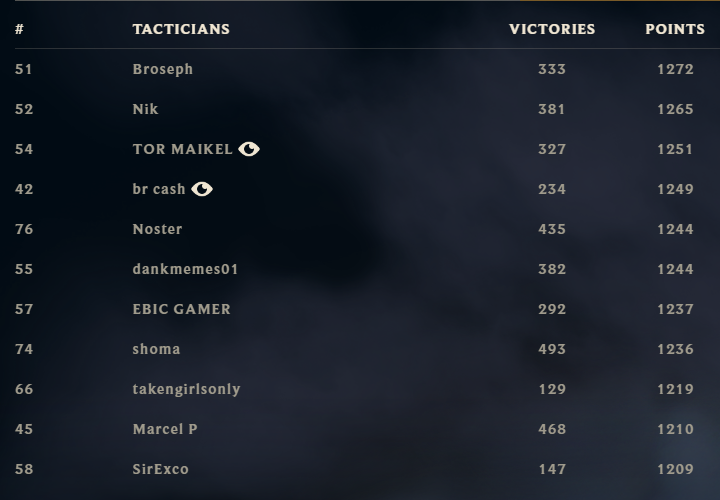 # TACTICIANS VICTORIES POINTS
51 Broseph 333 1272
52 Nik 381 1265
54 TOR MAIKEL 327 1251
42 br cash 234 1249
76 Noster 435 1244
55 dankmemes01 382 1244
57 EBIC GAMER 292 1237
74 shoma 493 1236
66 takengirlsonly 129 1219
45 Marcel P 468 1210
58 SirExco 147 1209